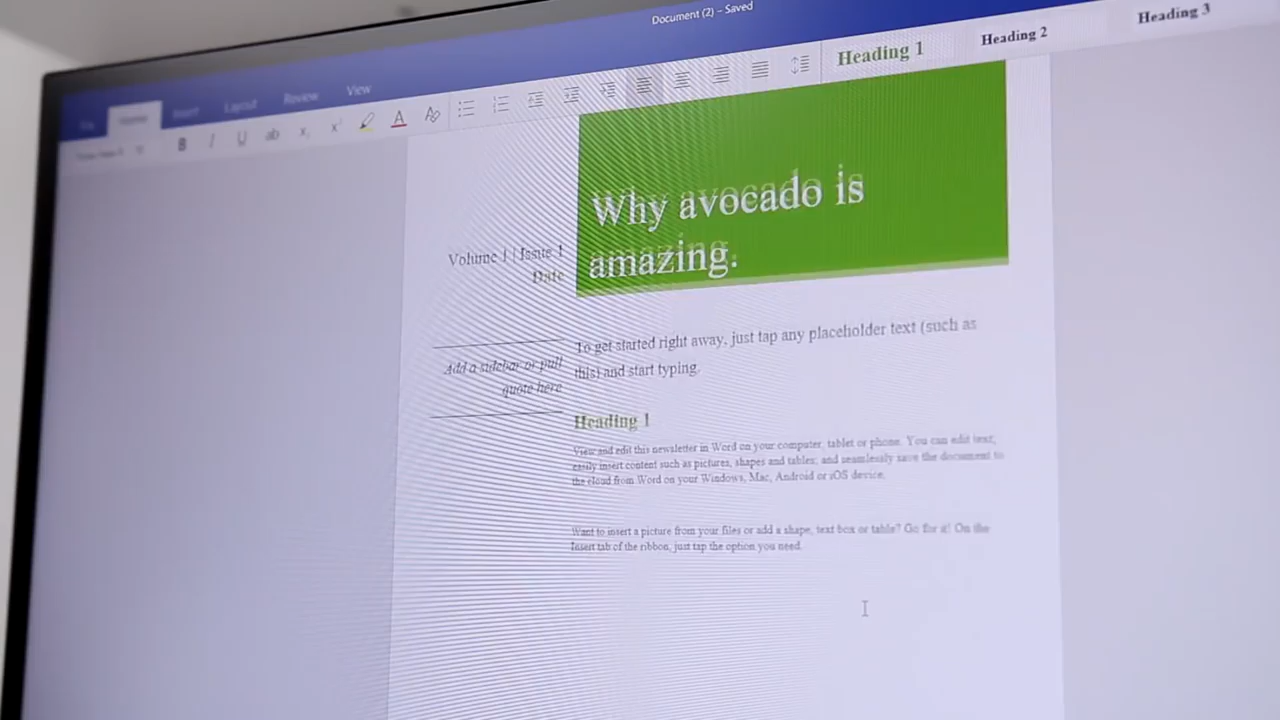 Document (2) – Saved
Home
Insert
Layout
Review
View
Heading 1
Heading 2
Heading 3
Why avocado is
amazing.
Volume 1 | Issue 1
Date
Add a sidebar or pull
quote here
To get started right away, just tap any placeholder text (such as
this) and start typing.
Heading 1
View and edit this newsletter in Word on your computer, tablet or phone. You can edit text,
easily insert content such as pictures, shapes and tables, and seamlessly save the document to
the cloud from Word on your Windows, Mac, Android or iOS device.
Want to insert a picture from your files or add a shape, text box or table? Go for it! On the
Insert tab of the ribbon, just tap the option you need.